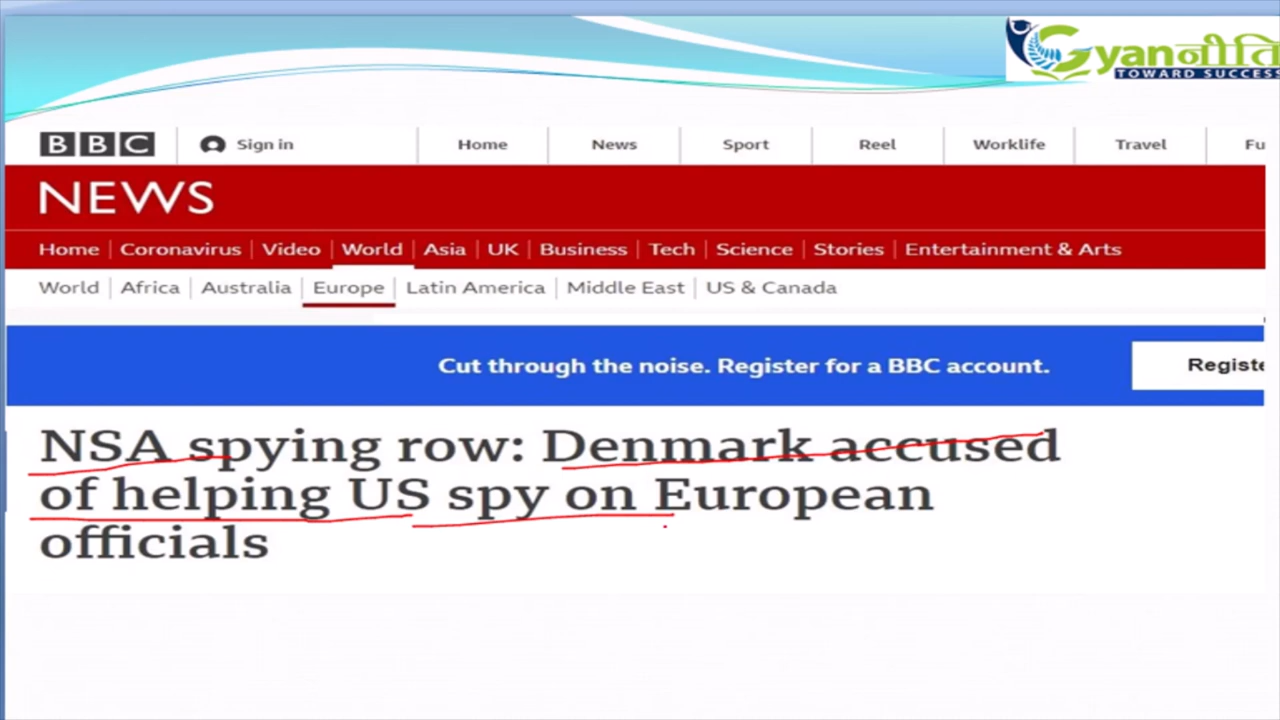 Gyanनीति
TOWARD SUCCESS
BBC Sign in Home News Sport Reel Worklife Travel Fu
NEWS
Home Coronavirus Video World Asia UK Business Tech Science Stories Entertainment & Arts
World Africa Australia Europe Latin America Middle East US & Canada
Cut through the noise. Register for a BBC account. Registe
NSA spying row: Denmark accused
of helping US spy on European
officials